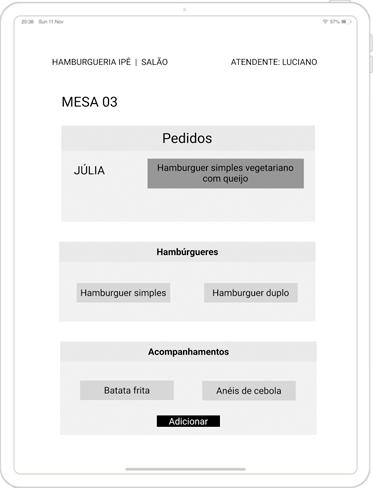 20:38 Sun 11 Nov 57%
HAMBURGUERIA IPÊ | SALÃO ATENDENTE: LUCIANO
MESA 03
Pedidos
JÚLIA
Hamburguer simples vegetariano
com queijo
Hambúrgueres
Hamburguer simples Hamburguer duplo
Acompanhamentos
Batata frita Anéis de cebola
Adicionar